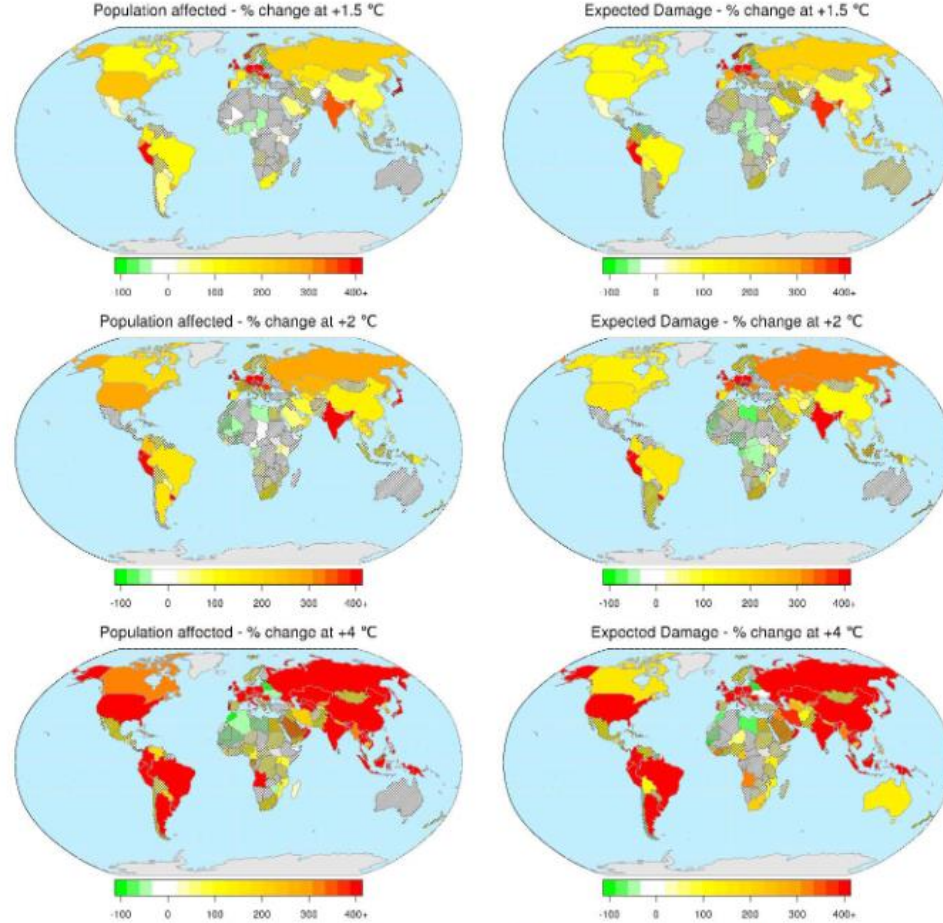 Population affected - % change at +1.5 °C
Expected Damage - % change at +1.5 °C
-100 0 100 200 300 400+
-100 0 100 200 300 400+
Population affected - % change at +2 °C
Expected Damage - % change at +2 °C
-100 0 100 200 300 400+
-100 0 100 200 300 400+
Population affected - % change at +4 °C
Expected Damage - % change at +4 °C
-100 0 100 200 300 400+
-100 0 100 200 300 400+